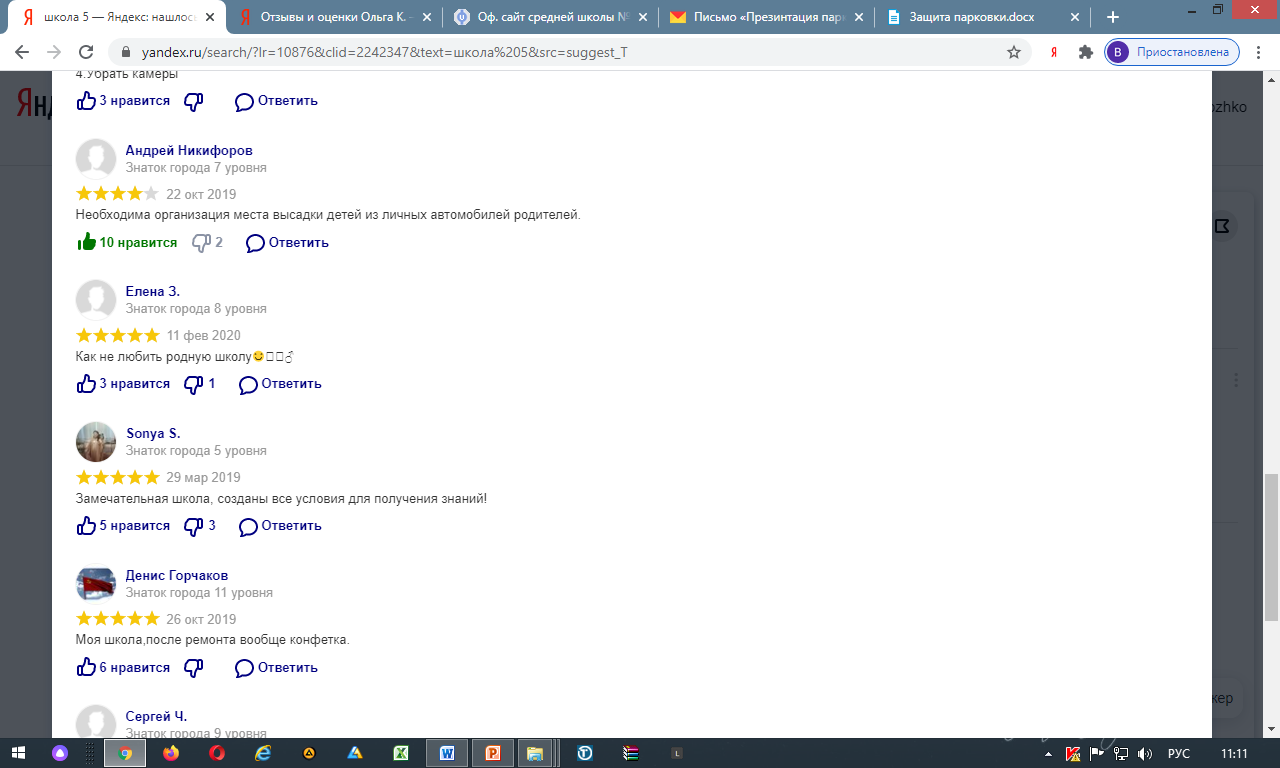 школа 5 — Яндекс: нашлось
Отзывы и оценки Ольга К. -
Оф. сайт средней школы №
Письмо «Презинтация пар
Защита парковки.docx
yandex.ru/search/?lr=10876&clid=2242347&text=школа%205&src=suggest_T
Я
В Приостановлена
4.Убрать камеры
Янд
ozhko
3 нравится Ответить
Андрей Никифоров
Знаток города 7 уровня
22 окт 2019
Необходима организация места высадки детей из личных автомобилей родителей.
10 нравится 2 Ответить
Елена З.
Знаток города 8 уровня
11 фев 2020
Как не любить родную школу
3 нравится 1 Ответить
Sonya S.
Знаток города 5 уровня
29 мар 2019
Замечательная школа, созданы все условия для получения знаний!
5 нравится 3 Ответить
Денис Горчаков
Знаток города 11 уровня
26 окт 2019
Моя школа,после ремонта вообще конфетка.
6 нравится Ответить
кер
Сергей Ч.
Знаток города 9 уровня
РУС
11:11